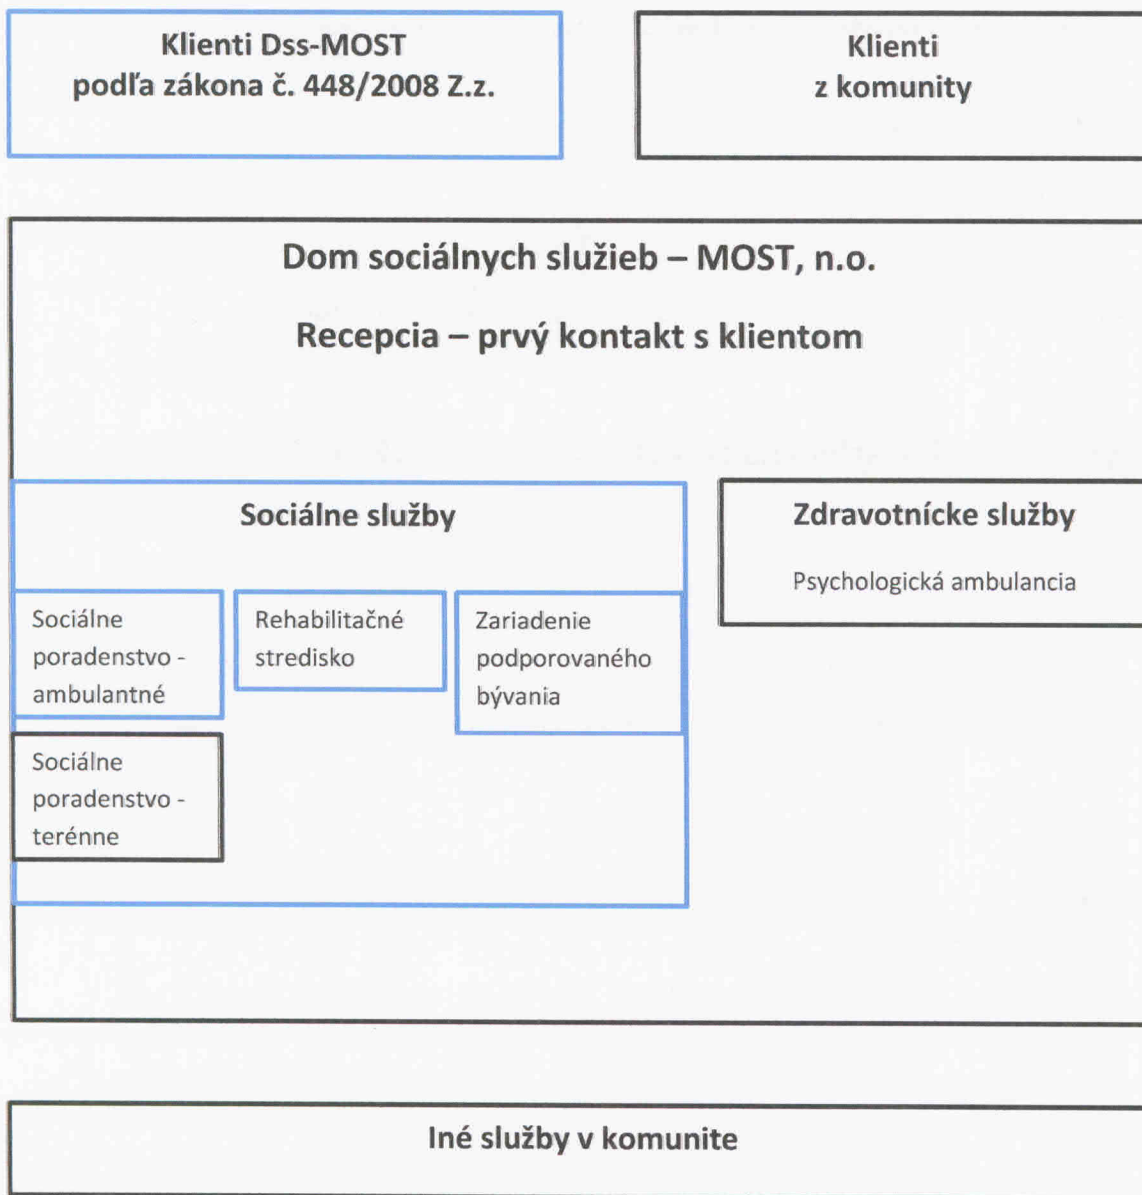 Klienti Dss-MOST
podľa zákona č. 448/2008 Z.z.
Klienti
z komunity
Dom sociálnych služieb – MOST, n.o.
Recepcia – prvý kontakt s klientom
Sociálne služby
Sociálne
poradenstvo -
ambulantné
Rehabilitačné
stredisko
Zariadenie
podporovaného
bývania
Sociálne
poradenstvo -
terénne
Zdravotnícke služby
Psychologická ambulancia
Iné služby v komunite